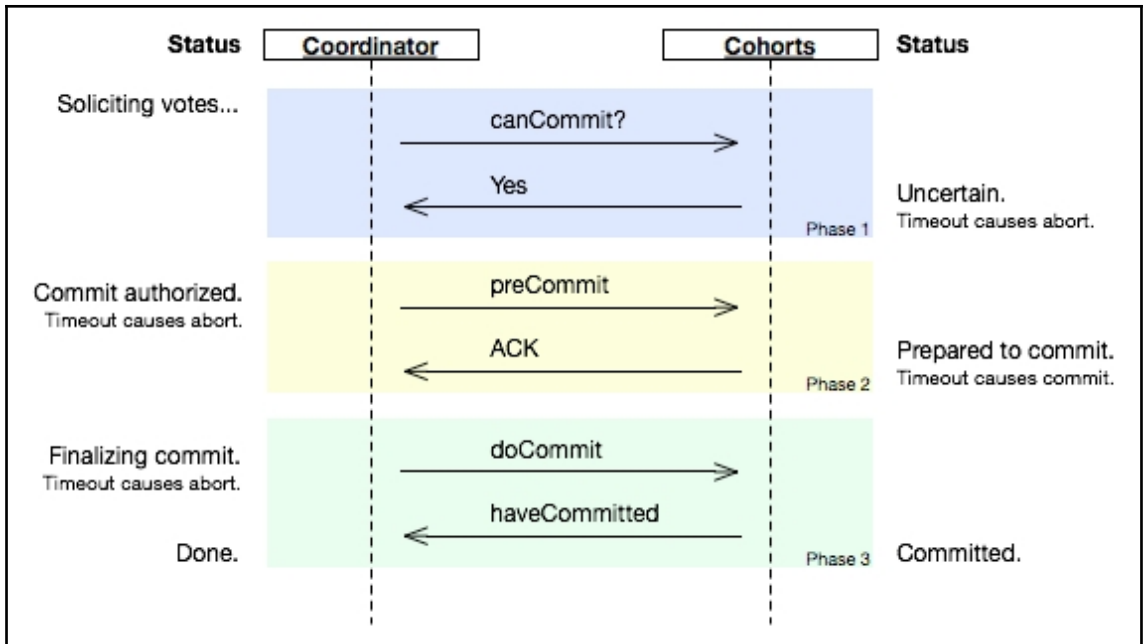 Status
Coordinator
Cohorts
Status
Soliciting votes...
canCommit?
Yes
Uncertain.
Timeout causes abort.
Phase 1
Commit authorized.
Timeout causes abort.
preCommit
ACK
Prepared to commit.
Timeout causes commit.
Phase 2
Finalizing commit.
Timeout causes abort.
doCommit
haveCommitted
Done.
Phase 3
Committed.